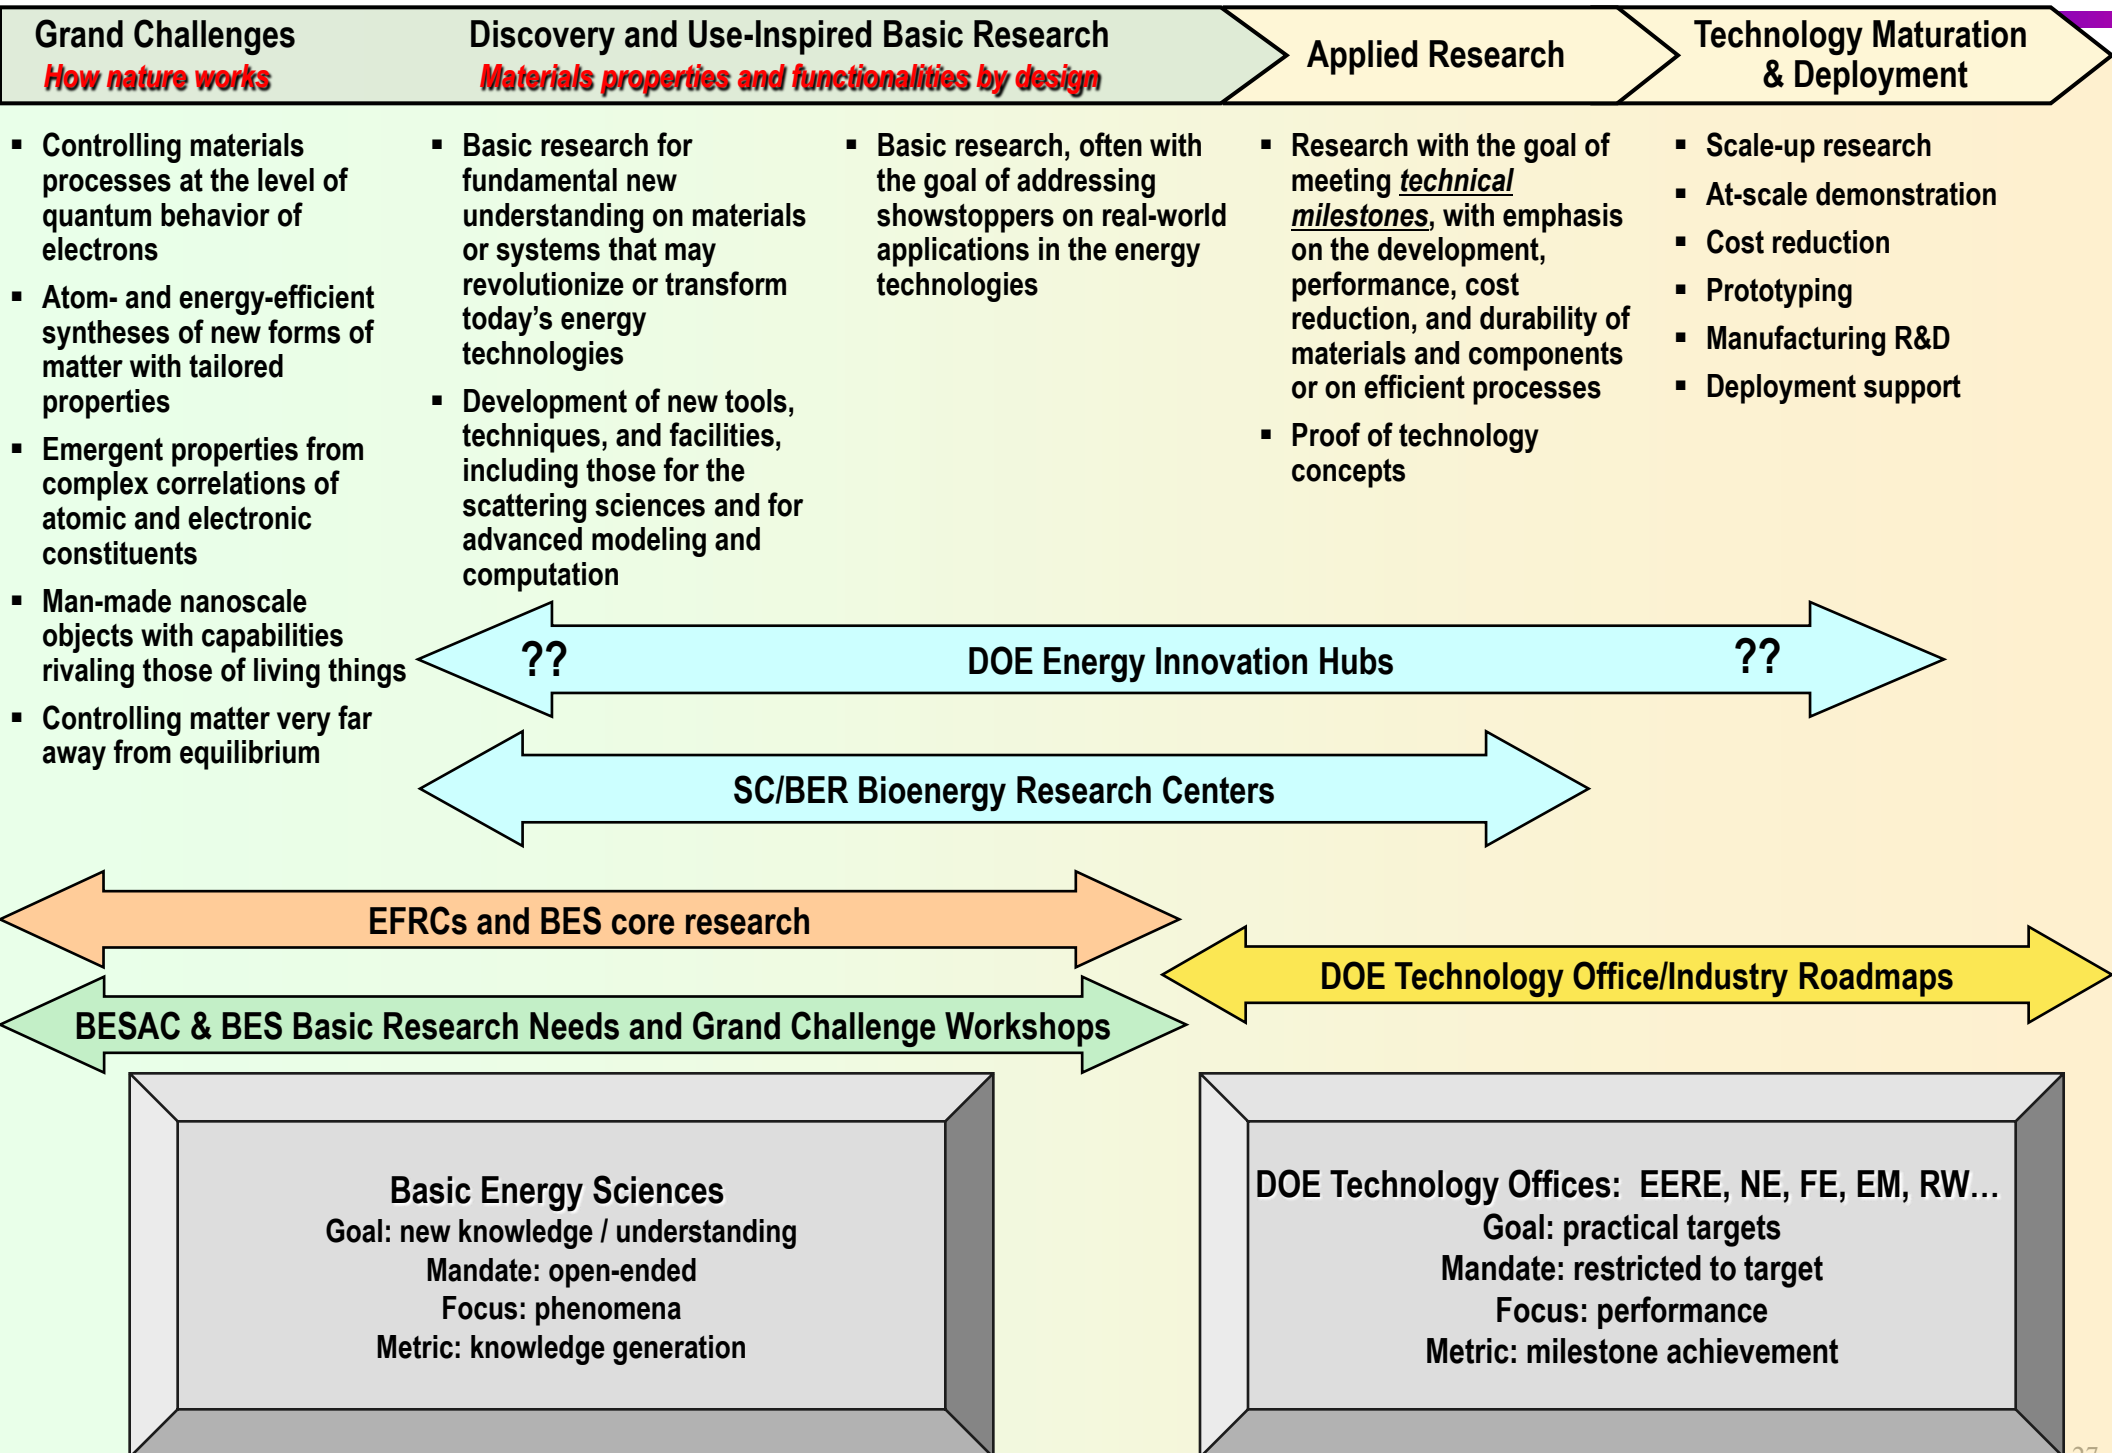 Grand Challenges
How nature works
Discovery and Use-Inspired Basic Research
Materials properties and functionalities by design
Applied Research
Technology Maturation
& Deployment
▪ Controlling materials
processes at the level of
quantum behavior of
electrons
▪ Atom- and energy-efficient
syntheses of new forms of
matter with tailored
properties
▪ Emergent properties from
complex correlations of
atomic and electronic
constituents
▪ Man-made nanoscale
objects with capabilities
rivaling those of living things
▪ Controlling matter very far
away from equilibrium
▪ Basic research for
fundamental new
understanding on materials
or systems that may
revolutionize or transform
today's energy
technologies
▪ Development of new tools,
techniques, and facilities,
including those for the
scattering sciences and for
advanced modeling and
computation
▪ Basic research, often with
the goal of addressing
showstoppers on real-world
applications in the energy
technologies
▪ Research with the goal of
meeting technical
milestones, with emphasis
on the development,
performance, cost
reduction, and durability of
materials and components
or on efficient processes
▪ Proof of technology
concepts
▪ Scale-up research
▪ At-scale demonstration
▪ Cost reduction
▪ Prototyping
▪ Manufacturing R&D
▪ Deployment support
?? DOE Energy Innovation Hubs ??
SC/BER Bioenergy Research Centers
EFRCs and BES core research
DOE Technology Office/Industry Roadmaps
BESAC & BES Basic Research Needs and Grand Challenge Workshops
Basic Energy Sciences
Goal: new knowledge / understanding
Mandate: open-ended
Focus: phenomena
Metric: knowledge generation
DOE Technology Offices: EERE, NE, FE, EM, RW…
Goal: practical targets
Mandate: restricted to target
Focus: performance
Metric: milestone achievement